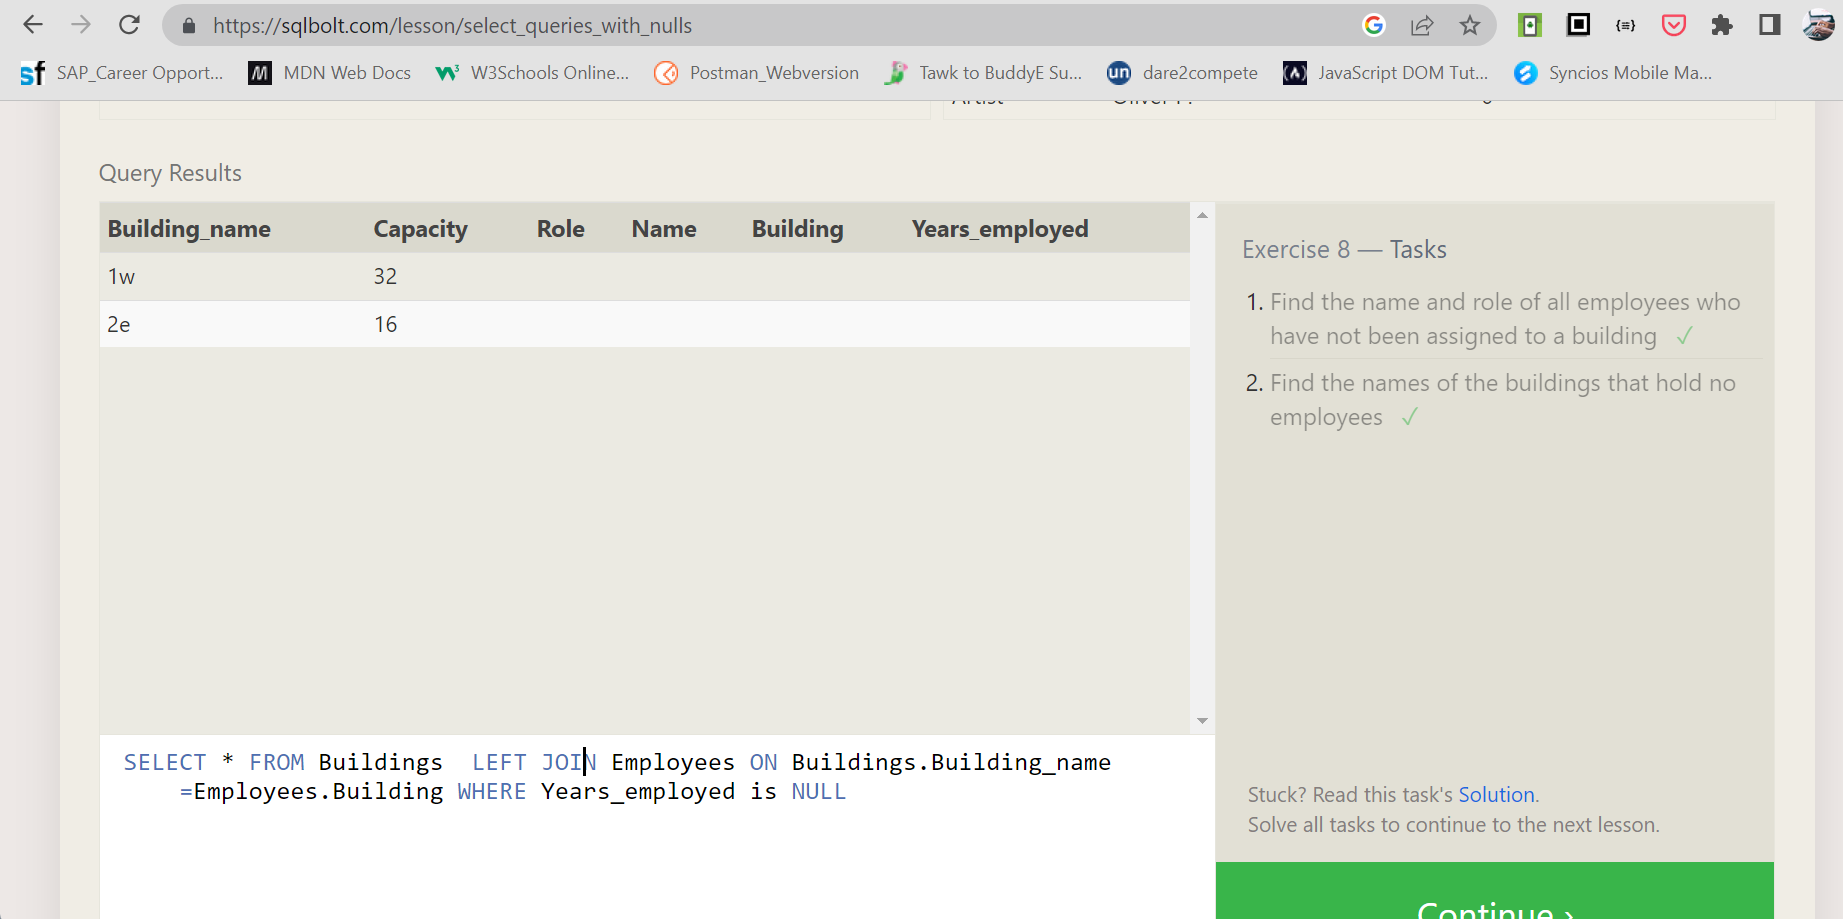 https://sqlbolt.com/lesson/select_queries_with_nulls
sf SAP_Career Opport... M MDN Web Docs W3Schools Online... Postman_Webversion Tawk to BuddyE Su... un dare2compete JavaScript DOM Tut... Syncios Mobile Ma...
Query Results
Building_name Capacity Role Name Building Years_employed
1w 32
2e 16
Exercise 8 — Tasks
1. Find the name and role of all employees who
have not been assigned to a building ✓
2. Find the names of the buildings that hold no
employees ✓
SELECT * FROM Buildings  LEFT JOIN Employees ON Buildings.Building_name
=Employees.Building WHERE Years_employed is NULL
Stuck? Read this task's Solution.
Solve all tasks to continue to the next lesson.
Continue ›